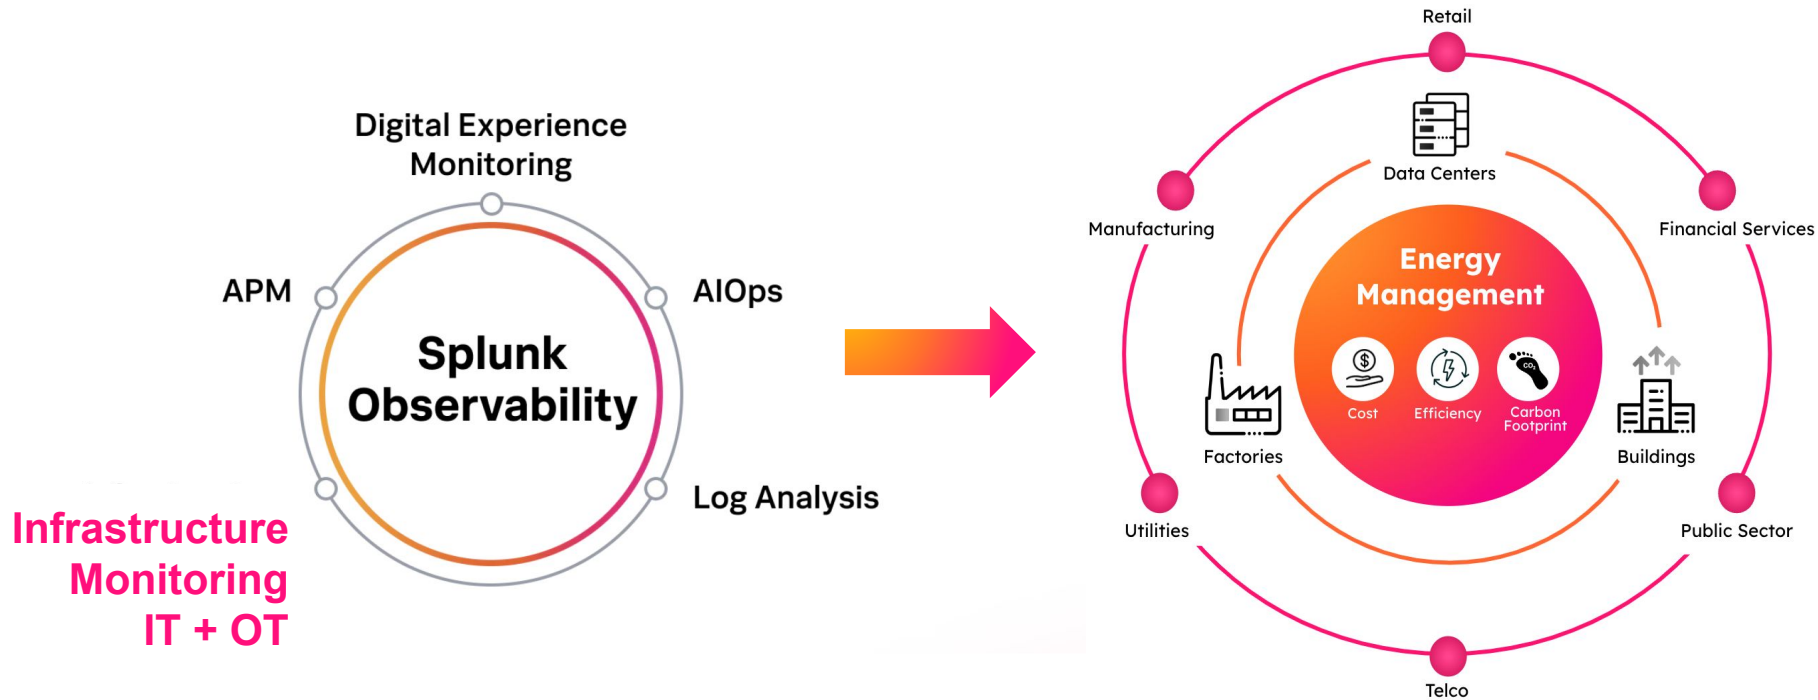 Digital Experience
Monitoring
APM
AIOps
Splunk
Observability
Log Analysis
Infrastructure
Monitoring
IT + OT
Retail
Data Centers
Manufacturing
Financial Services
Energy
Management
$
CO₂
Cost
Efficiency
Carbon
Footprint
Factories
Buildings
Utilities
Public Sector
Telco